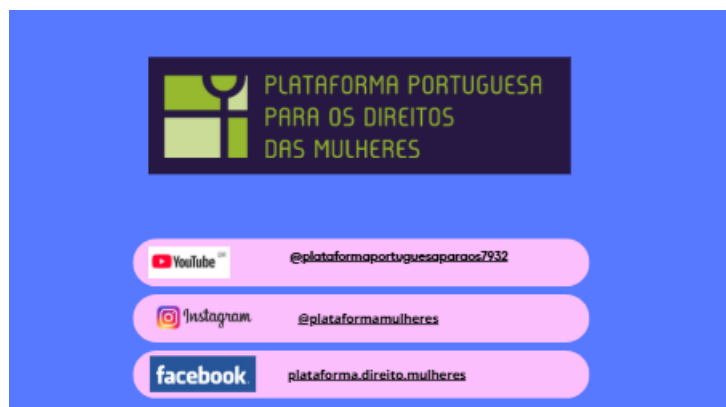 PLATAFORMA PORTUGUESA
PARA OS DIREITOS
DAS MULHERES
YouTube @plataformaportuguesaparaos7932
Instagram @plataformamulheres
facebook plataforma.direito.mulheres